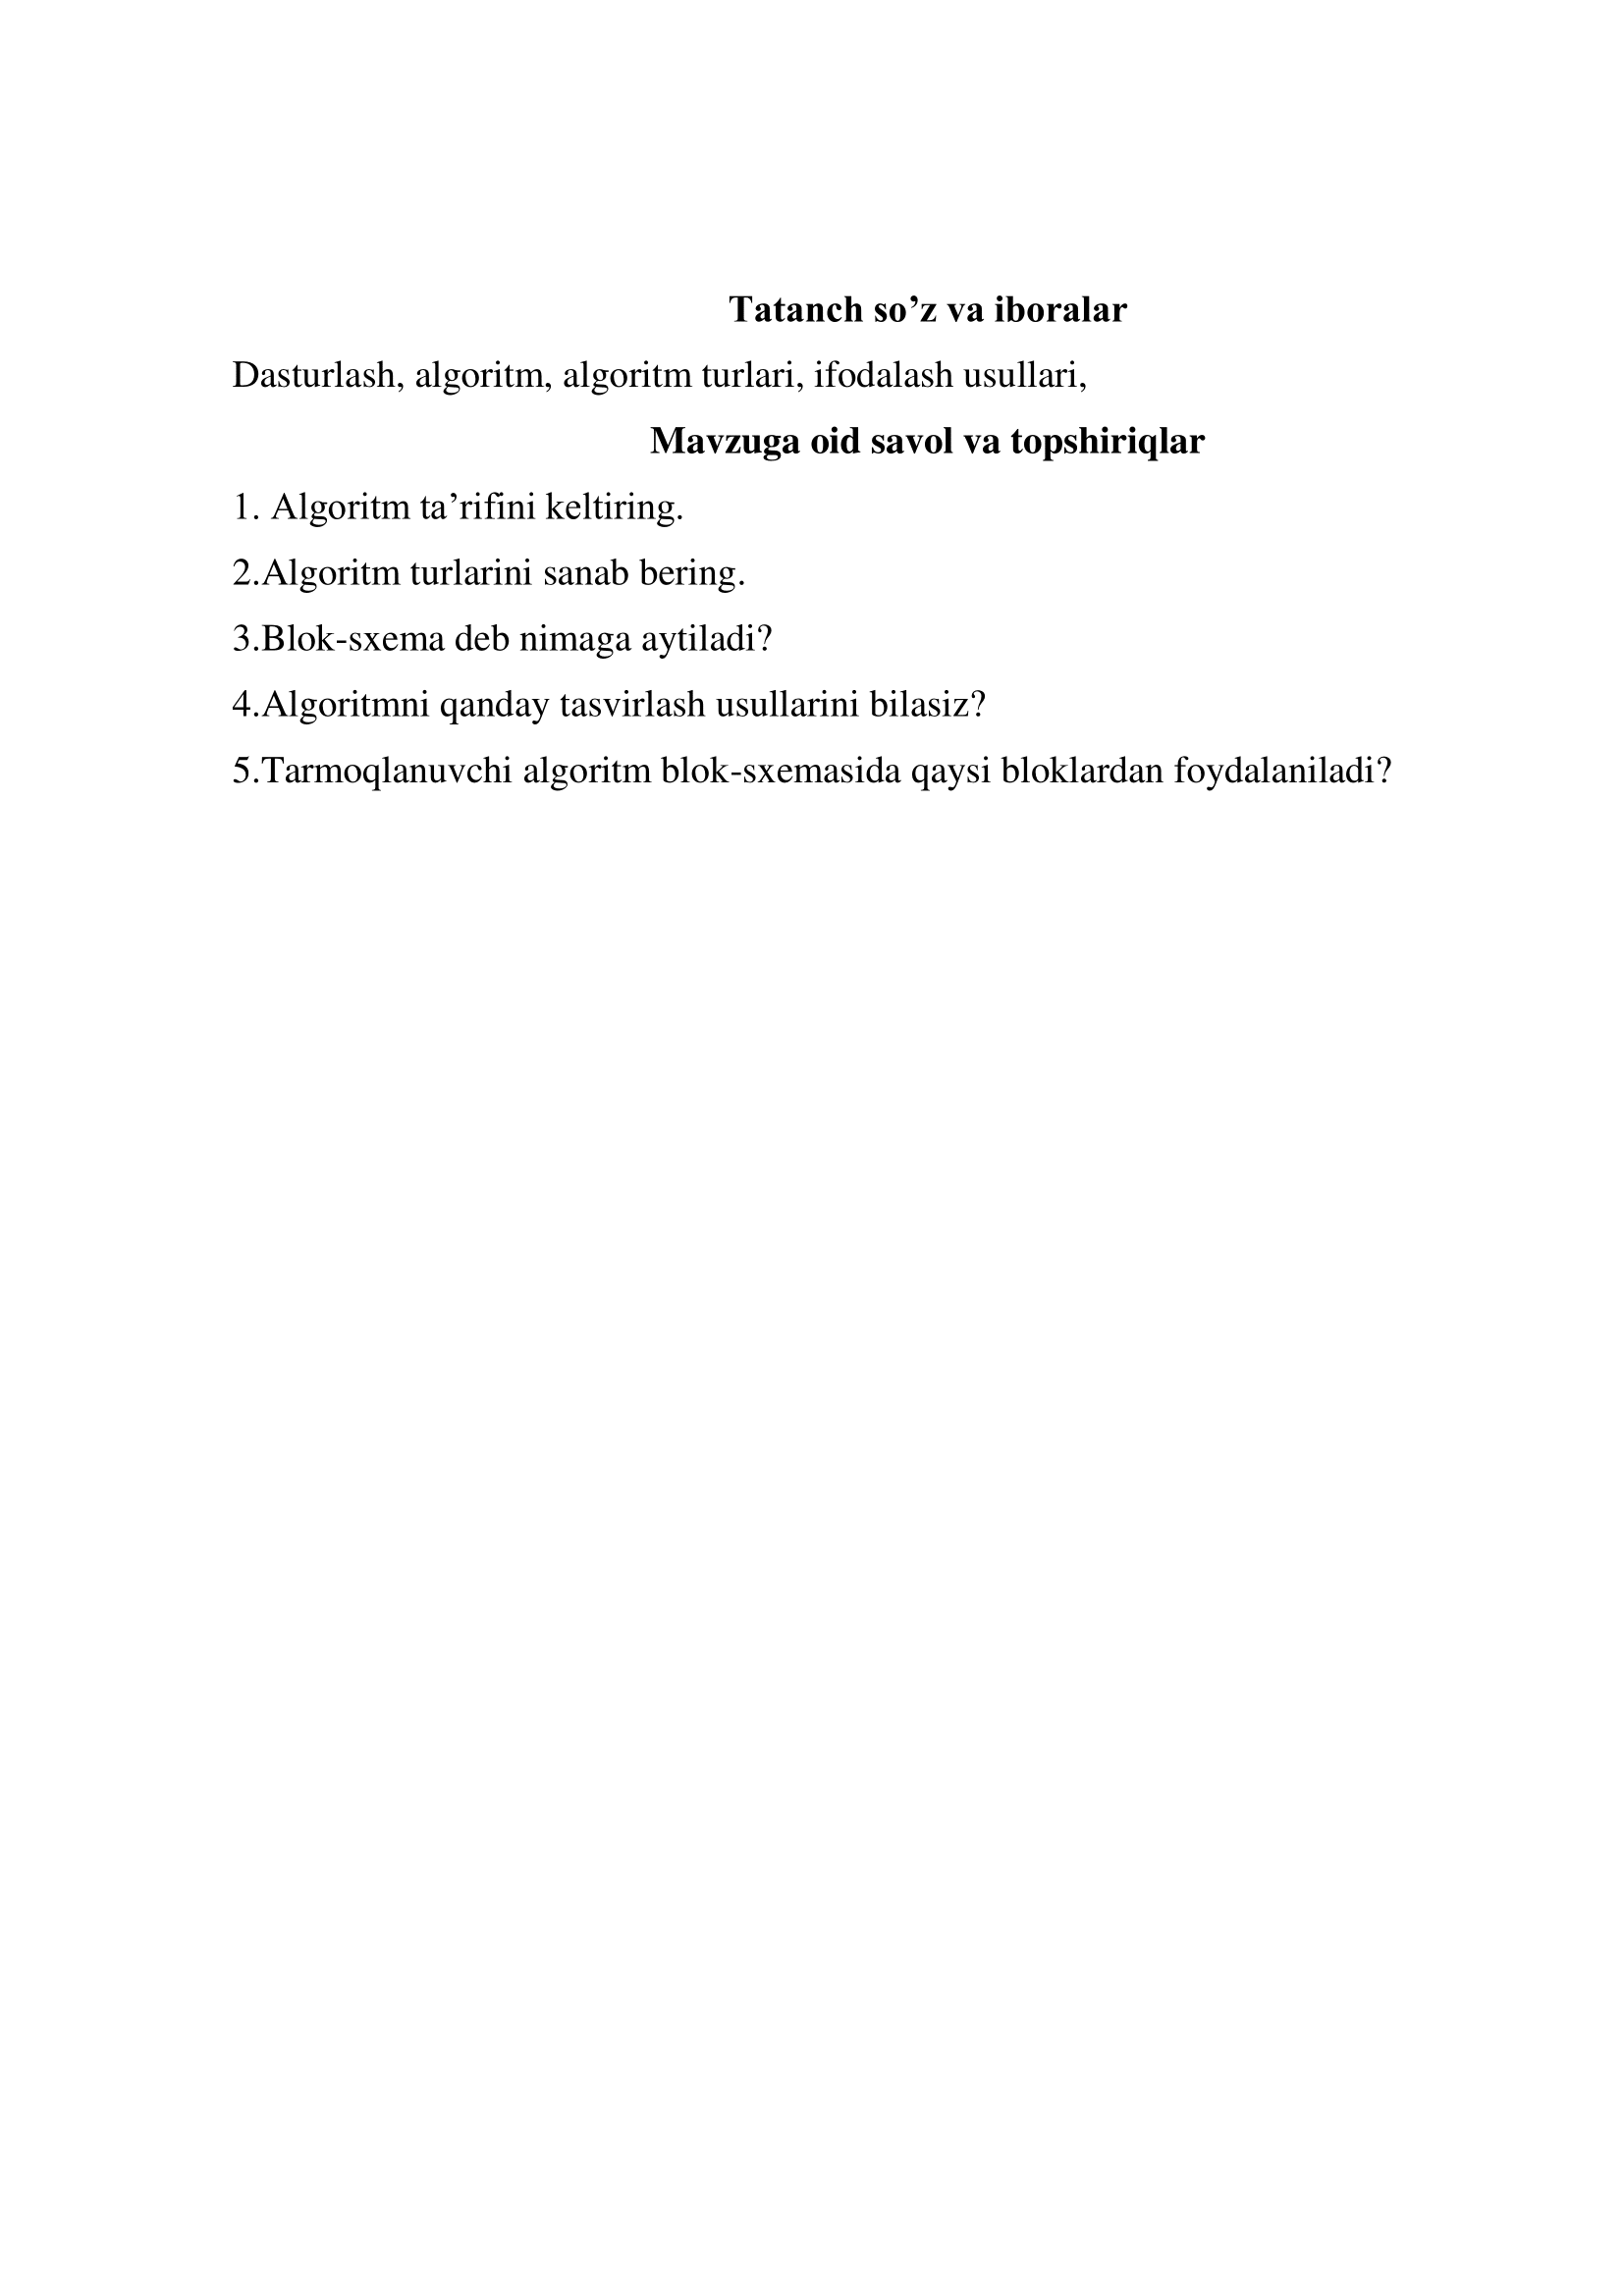 Tatanch so’z va iboralar
Dasturlash, algoritm, algoritm turlari, ifodalash usullari,
Mavzuga oid savol va topshiriqlar
1. Algoritm ta’rifini keltiring.
2.Algoritm turlarini sanab bering.
3.Blok-sxema deb nimaga aytiladi?
4.Algoritmni qanday tasvirlash usullarini bilasiz?
5.Tarmoqlanuvchi algoritm blok-sxemasida qaysi bloklardan foydalaniladi?